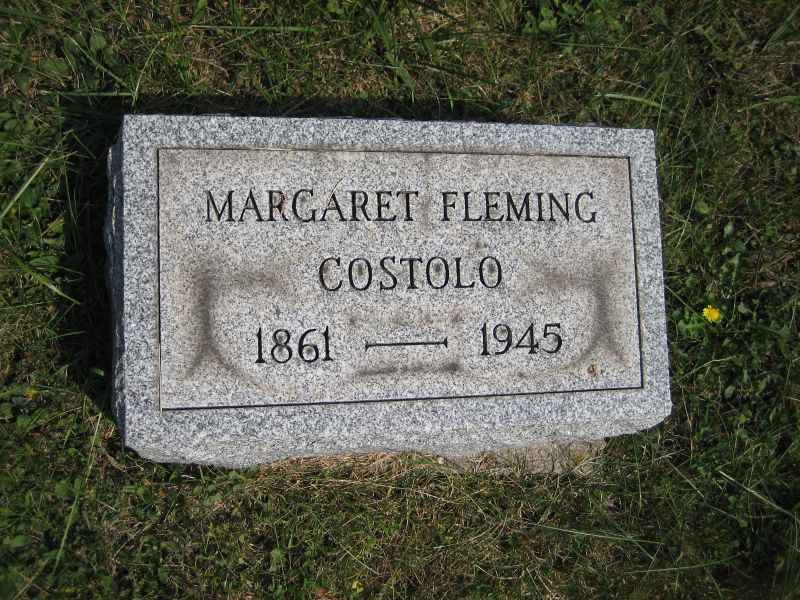 MARGARET FLEMING
COSTOLO
1861 — 1945